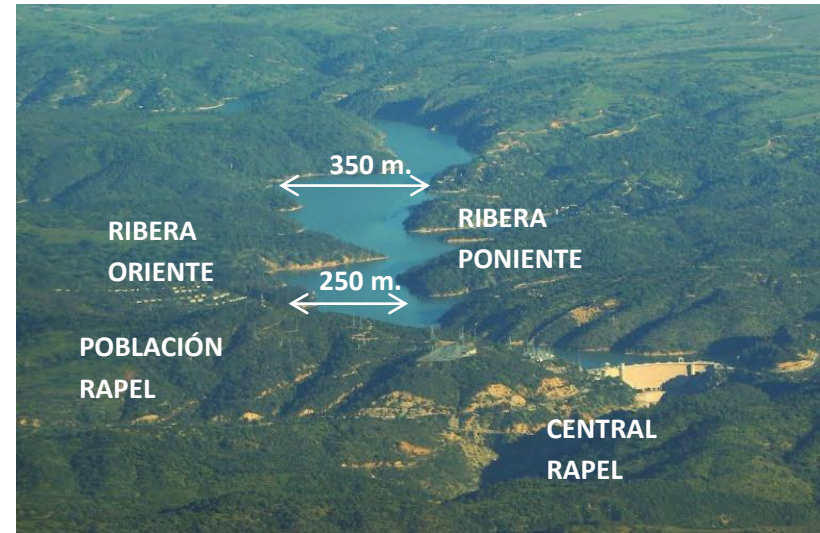 350 m.
RIBERA
ORIENTE
RIBERA
PONIENTE
250 m.
POBLACIÓN
RAPEL
CENTRAL
RAPEL